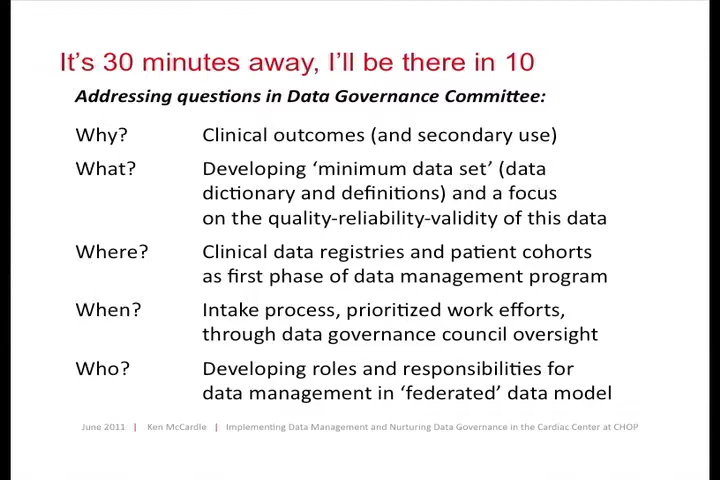 It's 30 minutes away, I'll be there in 10
Addressing questions in Data Governance Committee:
Why? Clinical outcomes (and secondary use)
What? Developing 'minimum data set' (data
dictionary and definitions) and a focus
on the quality-reliability-validity of this data
Where? Clinical data registries and patient cohorts
as first phase of data management program
When? Intake process, prioritized work efforts,
through data governance council oversight
Who? Developing roles and responsibilities for
data management in 'federated' data model
June 2011 | Ken McCardle | Implementing Data Management and Nurturing Data Governance in the Cardiac Center at CHOP